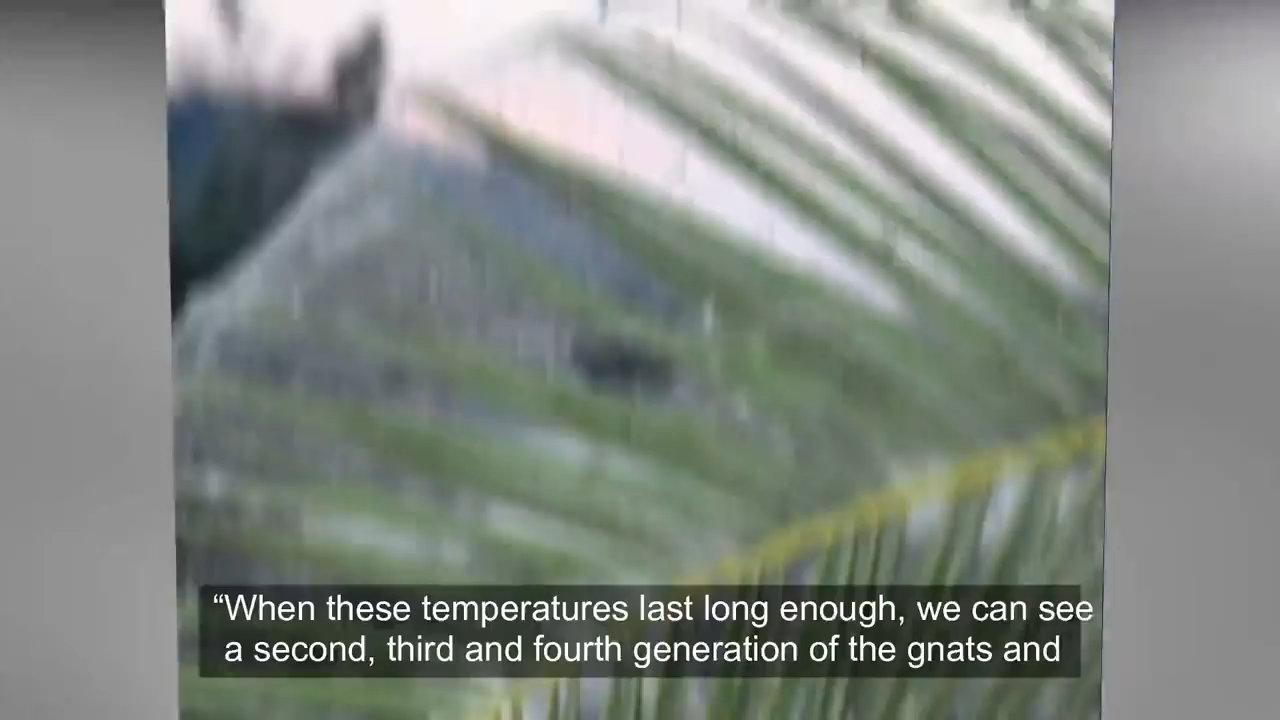 “When these temperatures last long enough, we can see
a second, third and fourth generation of the gnats and